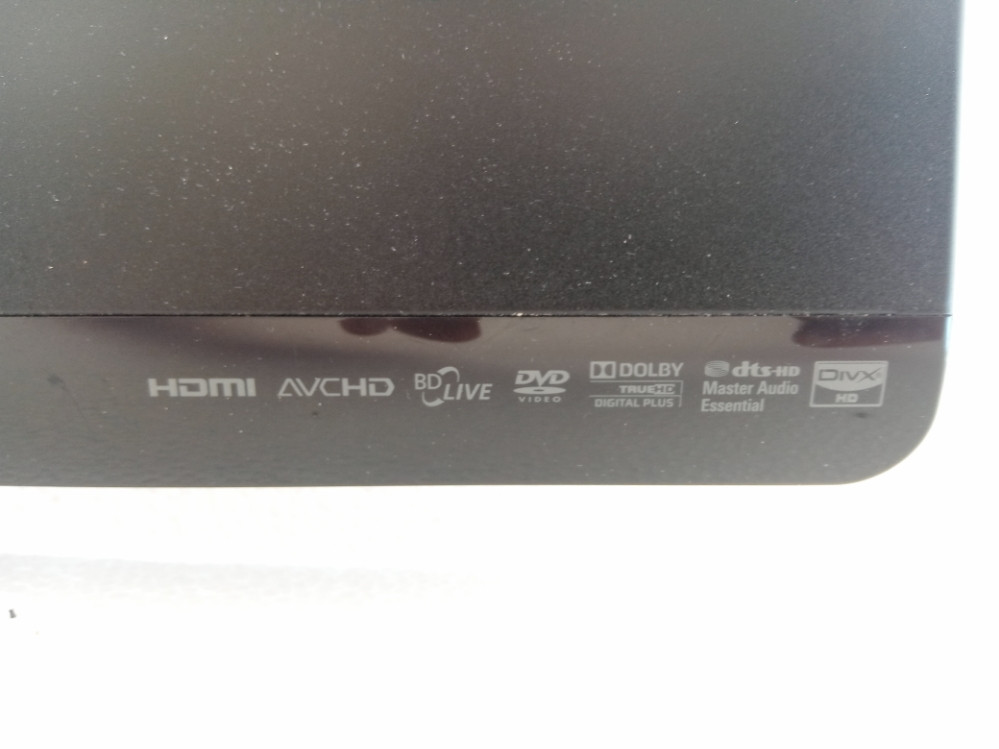 HDMI AVCHD BD LIVE DVD VIDEO DOLBY TRUEHD DIGITAL PLUS dts-HD Master Audio Essential DIVX HD